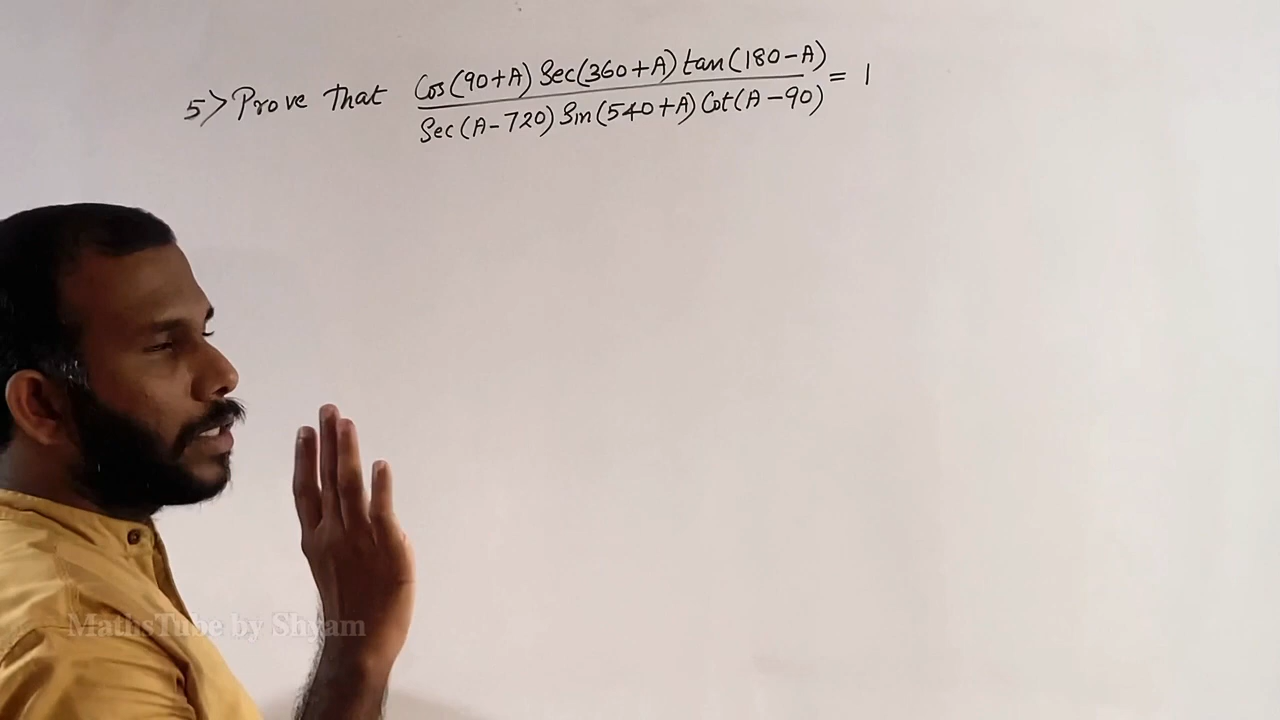 5> Prove that Cos(90+A) Sec(360+A) tan(180-A) = 1
Sec(A-720) Sin(540+A) Cot(A-90)
MathsTube by Shyam